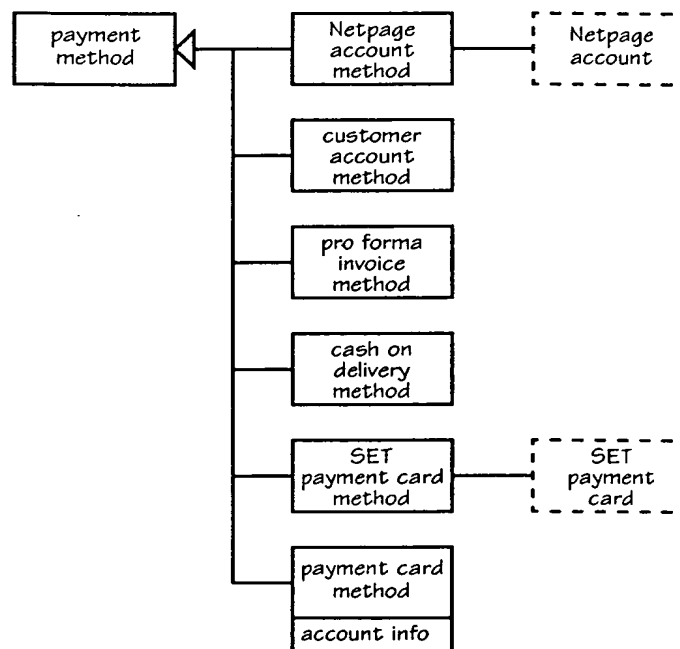 payment
method
Netpage
account
method
Netpage
account
customer
account
method
pro forma
invoice
method
cash on
delivery
method
SET
payment card
method
SET
payment
card
payment card
method
account info